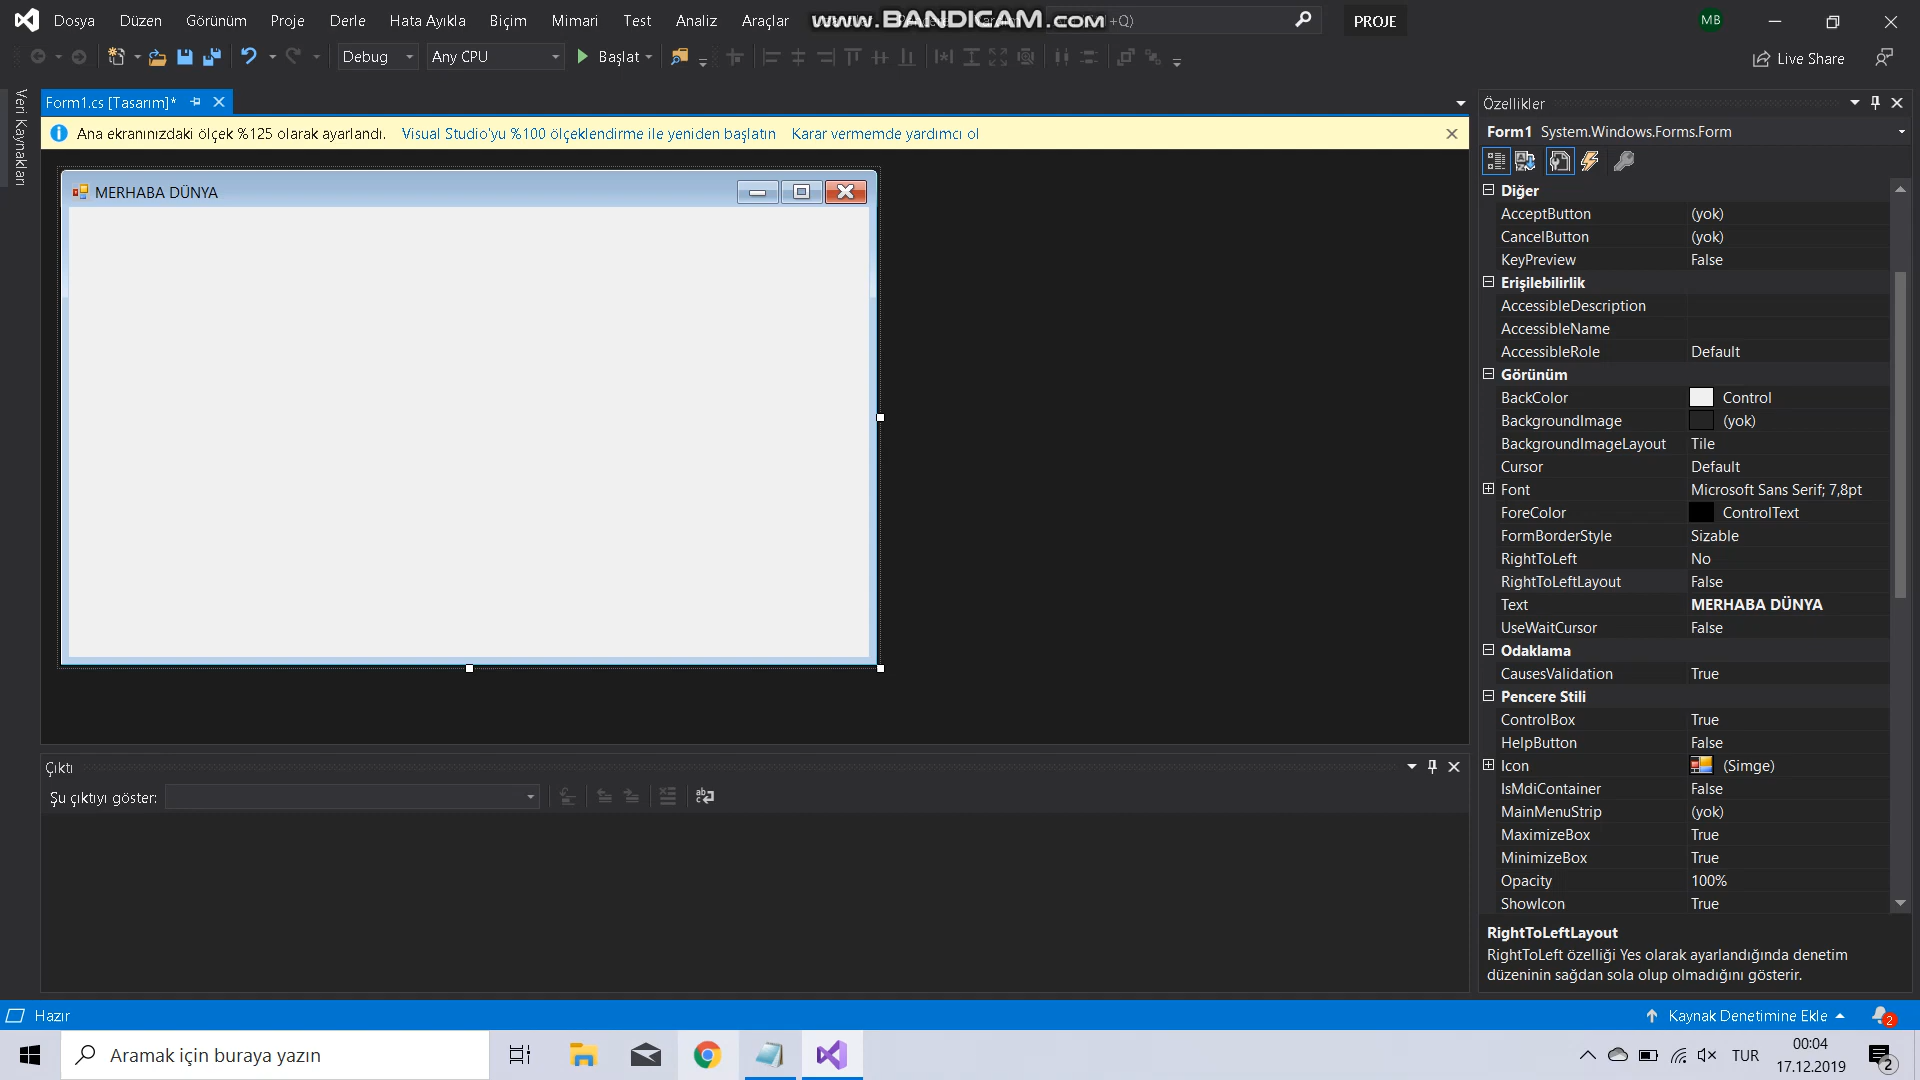 Dosya Düzen Görünüm Proje Derle Hata Ayıkla Biçim Mimari Test Analiz Araçlar www.BANDICAM.com +Q) PROJE MB
Debug Any CPU Başlat Live Share
Veri Kaynakları
Form1.cs [Tasarım]*
Ana ekranınızdaki ölçek %125 olarak ayarlandı. Visual Studio'yu %100 ölçeklendirme ile yeniden başlatın Karar vermemde yardımcı ol
MERHABA DÜNYA
Çıktı
Şu çıktıyı göster:
Özellikler
Form1 System.Windows.Forms.Form
Diğer
AcceptButton (yok)
CancelButton (yok)
KeyPreview False
Erişilebilirlik
AccessibleDescription
AccessibleName
AccessibleRole Default
Görünüm
BackColor Control
BackgroundImage (yok)
BackgroundImageLayout Tile
Cursor Default
Font Microsoft Sans Serif; 7,8pt
ForeColor ControlText
FormBorderStyle Sizable
RightToLeft No
RightToLeftLayout False
Text MERHABA DÜNYA
UseWaitCursor False
Odaklama
CausesValidation True
Pencere Stili
ControlBox True
HelpButton False
Icon (Simge)
IsMdiContainer False
MainMenuStrip (yok)
MaximizeBox True
MinimizeBox True
Opacity 100%
ShowIcon True
RightToLeftLayout
RightToLeft özelliği Yes olarak ayarlandığında denetim
düzeninin sağdan sola olup olmadığını gösterir.
Hazır Kaynak Denetimine Ekle 2
Aramak için buraya yazın TUR 00:04
17.12.2019 2